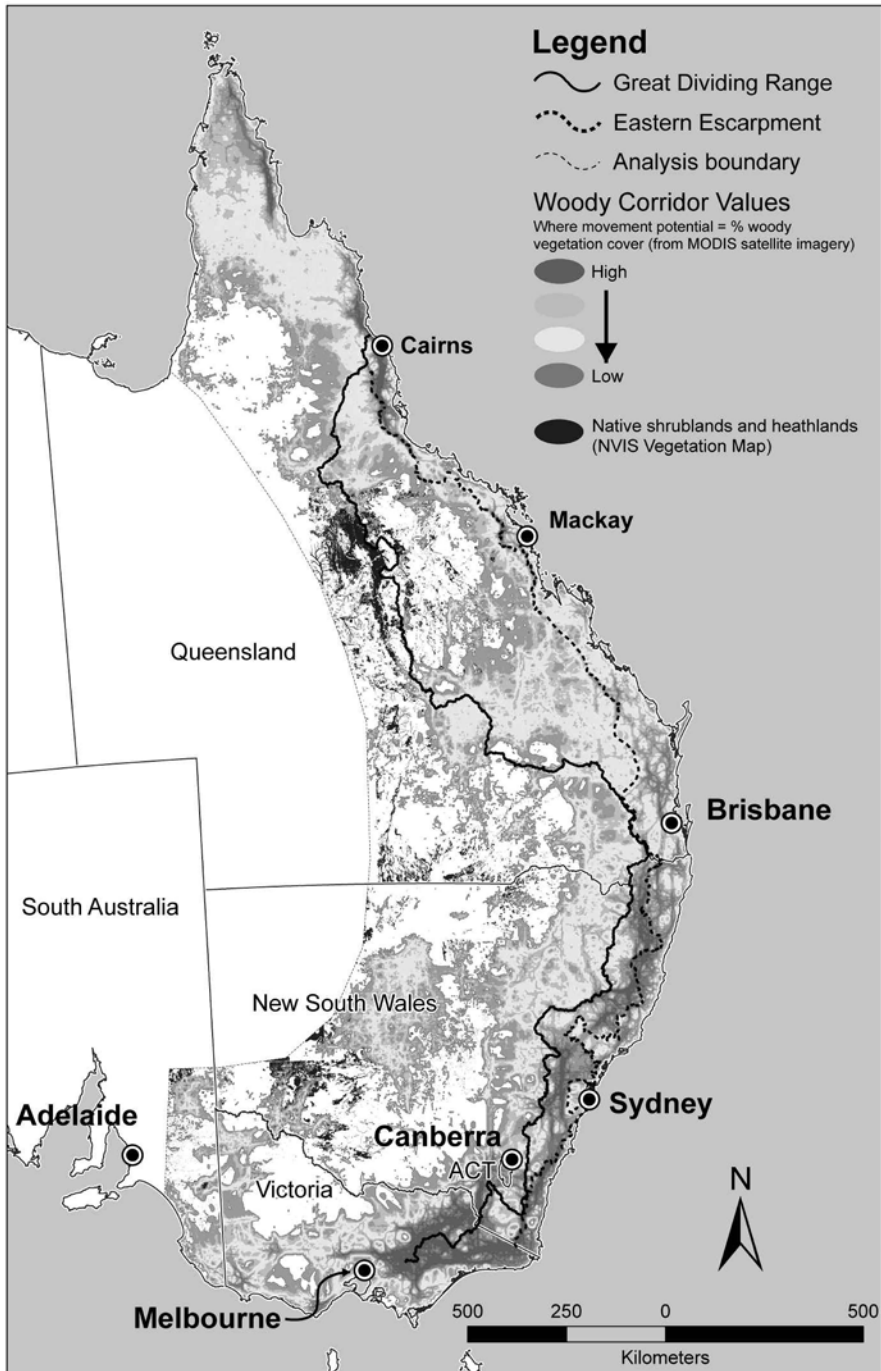 Legend
Great Dividing Range
Eastern Escarpment
Analysis boundary
Woody Corridor Values
Where movement potential = % woody
vegetation cover (from MODIS satellite imagery)
High
Low
Native shrublands and heathlands
(NVIS Vegetation Map)
Cairns
Mackay
Queensland
Brisbane
South Australia
New South Wales
Adelaide
Sydney
Canberra
ACT
Victoria
N
Melbourne
500 250 0 500
Kilometers